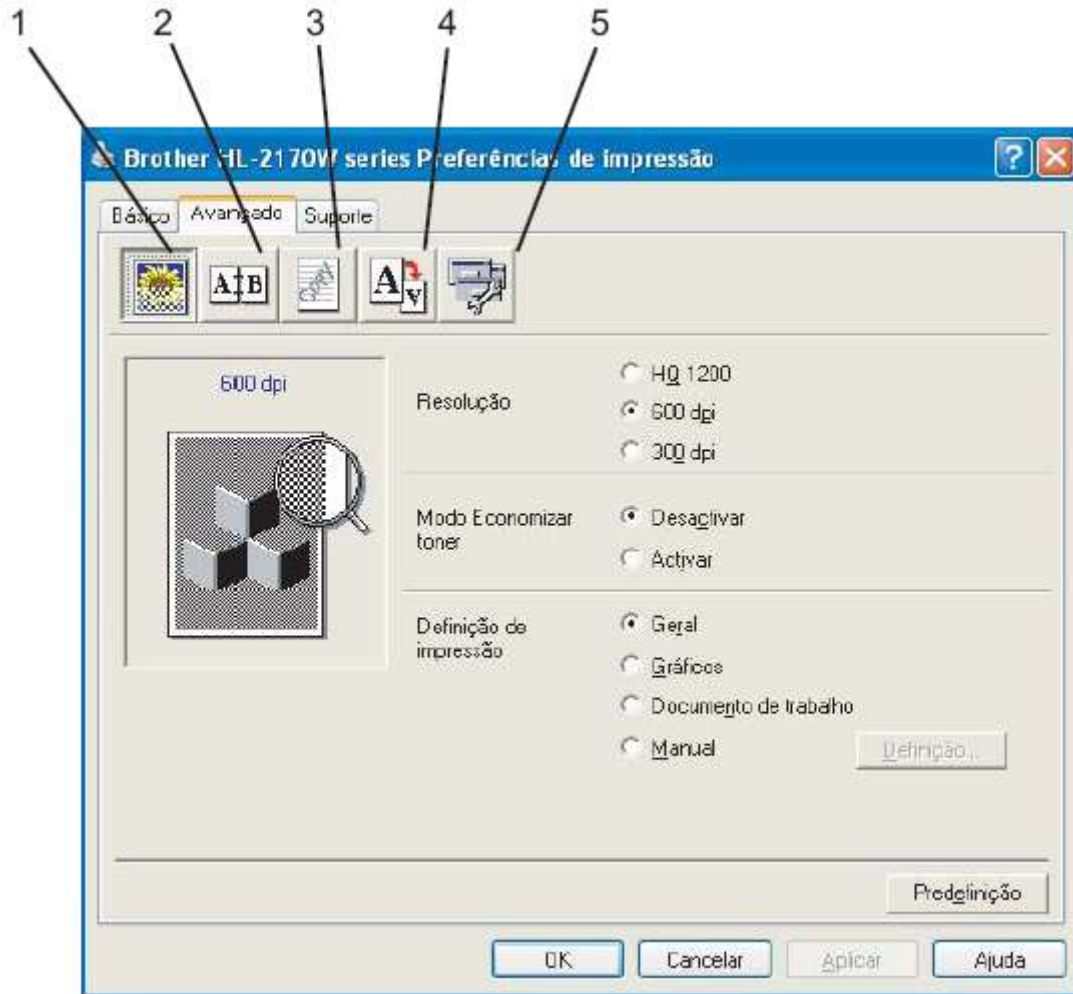 1 2 3 4 5
Brother HL-2170W series Preferências de impressão
Básico Avançado Suporte
A B
Copy
A V
600 dpi
Resolução
HQ 1200
600 dpi
300 dpi
Modo Economizar
toner
Desactivar
Activar
Definição de
impressão
Geral
Gráficos
Documento de trabalho
Manual
Definição...
Predefinição
OK Cancelar Aplicar Ajuda